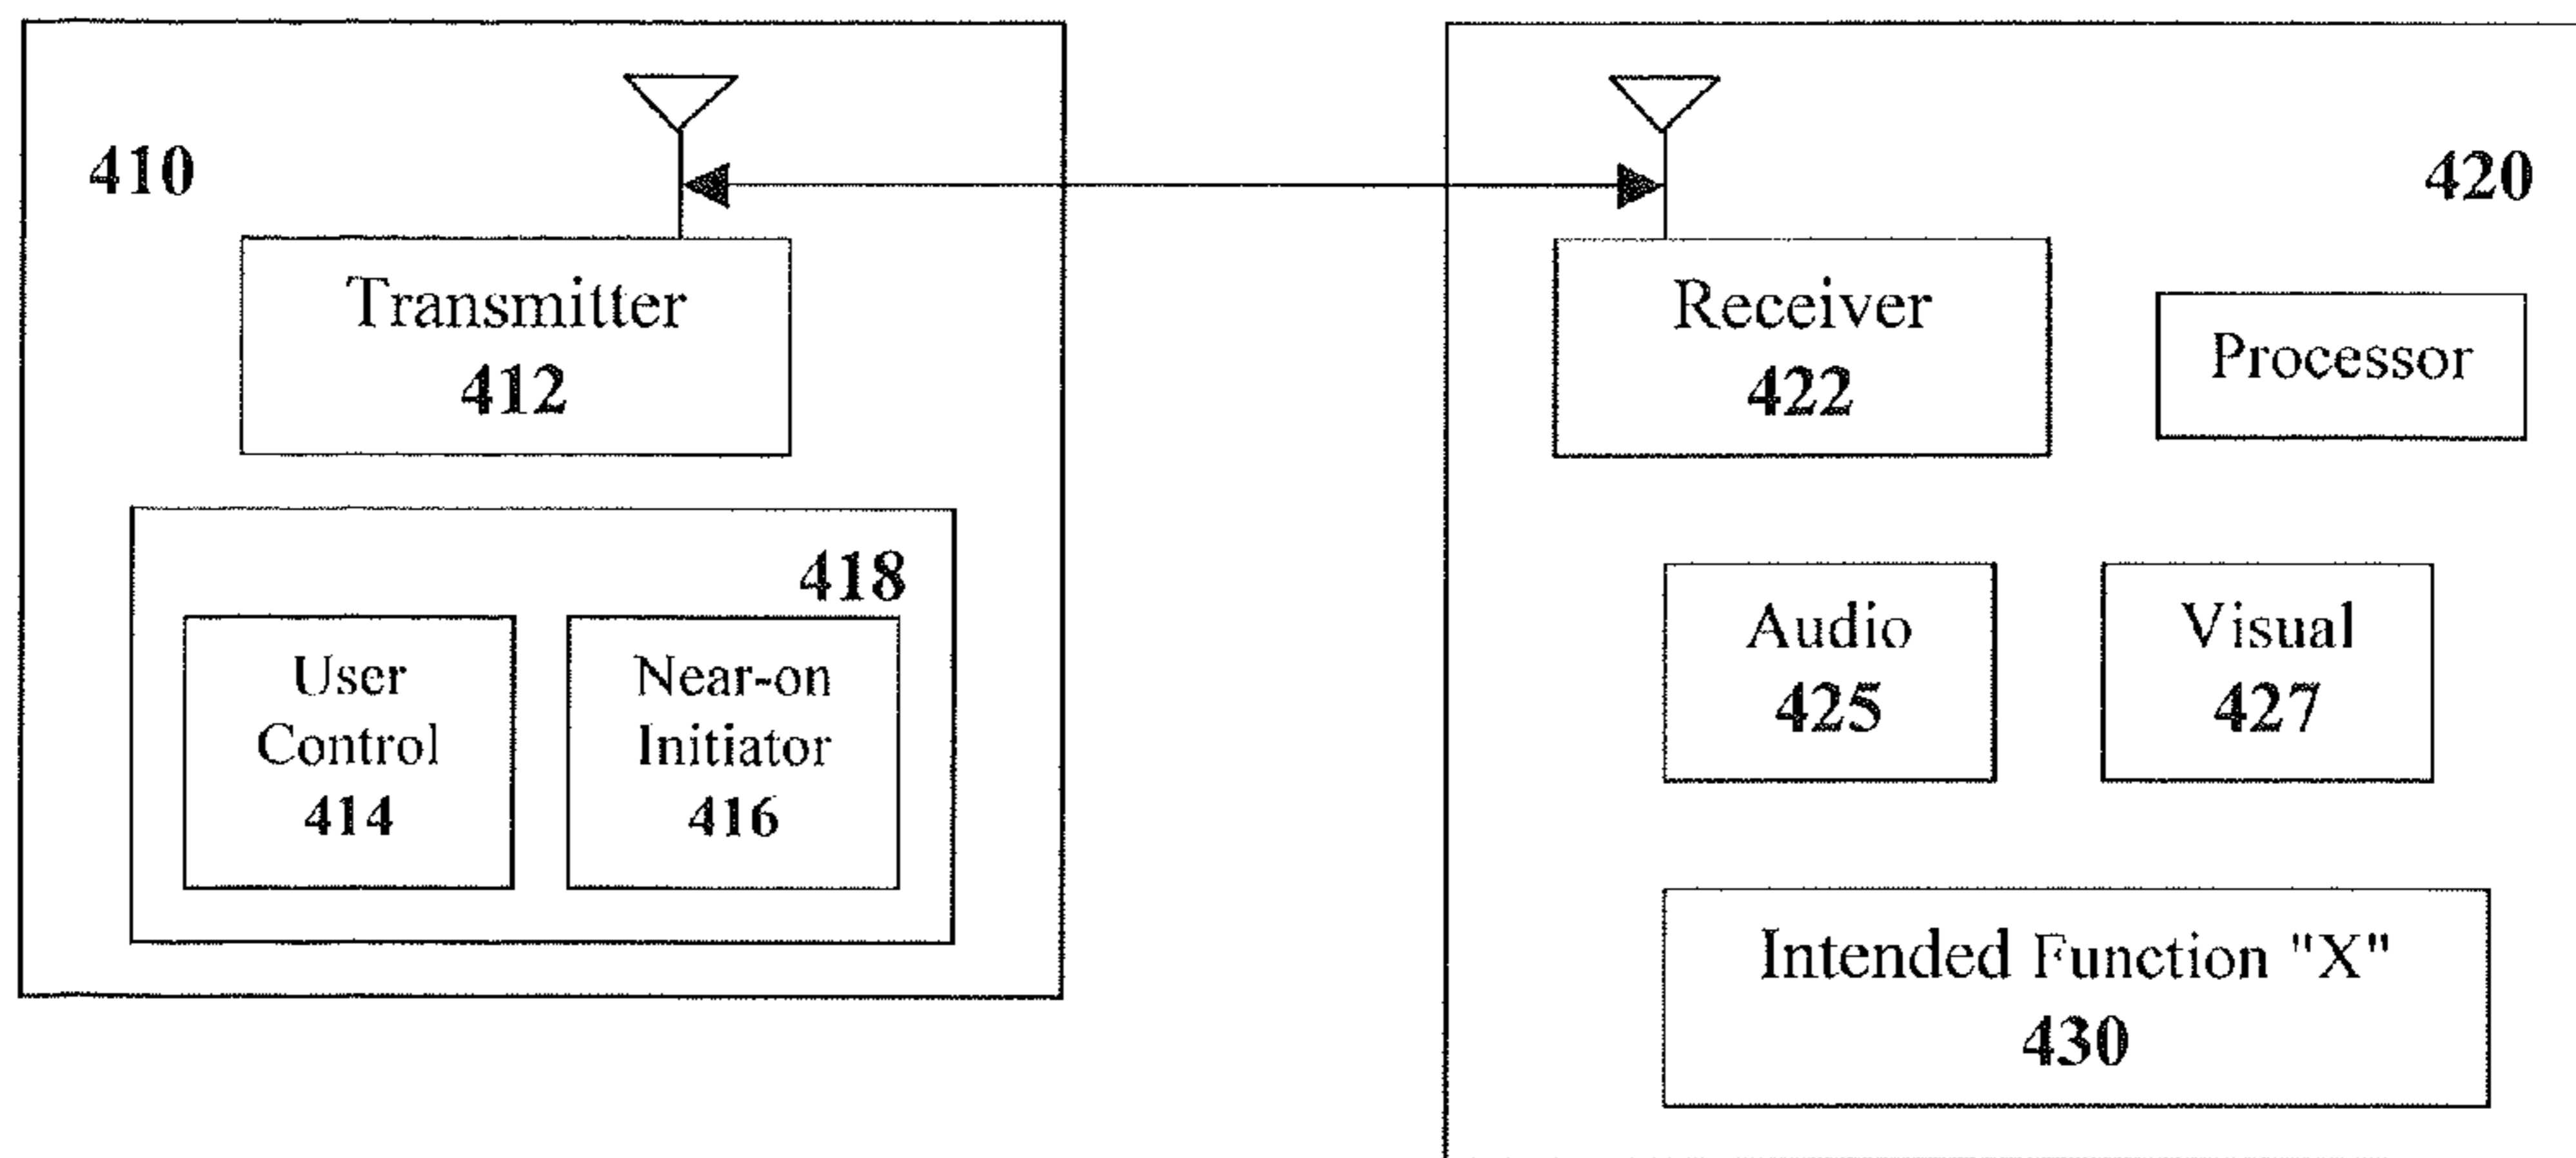 410
Transmitter
412
418
User
Control
414
Near-on
Initiator
416
420
Receiver
422
Processor
Audio
425
Visual
427
Intended Function "X"
430